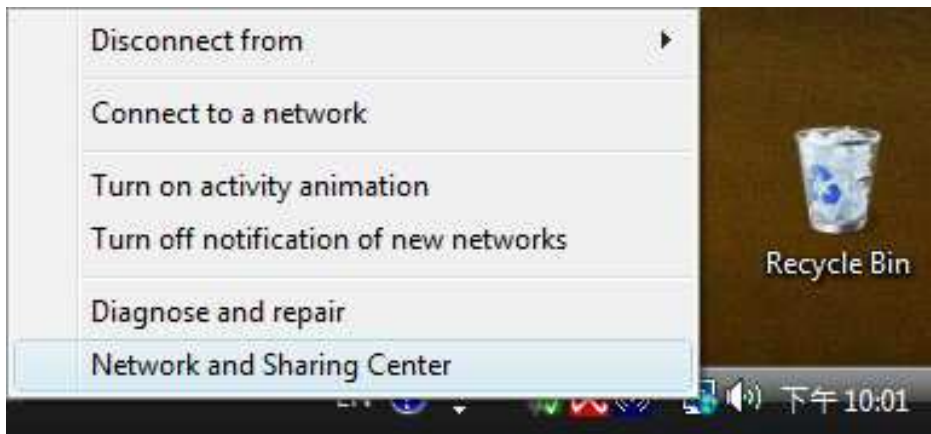 Disconnect from
Connect to a network
Turn on activity animation
Turn off notification of new networks
Recycle Bin
Diagnose and repair
Network and Sharing Center
下午 10:01